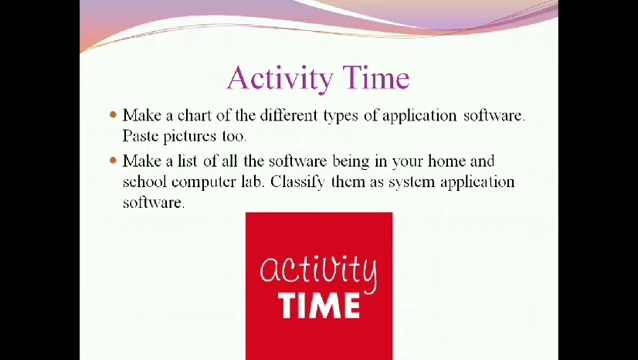 Activity Time
Make a chart of the different types of application software.
Paste pictures too.
Make a list of all the software being in your home and
school computer lab. Classify them as system application
software.
activity
TIME